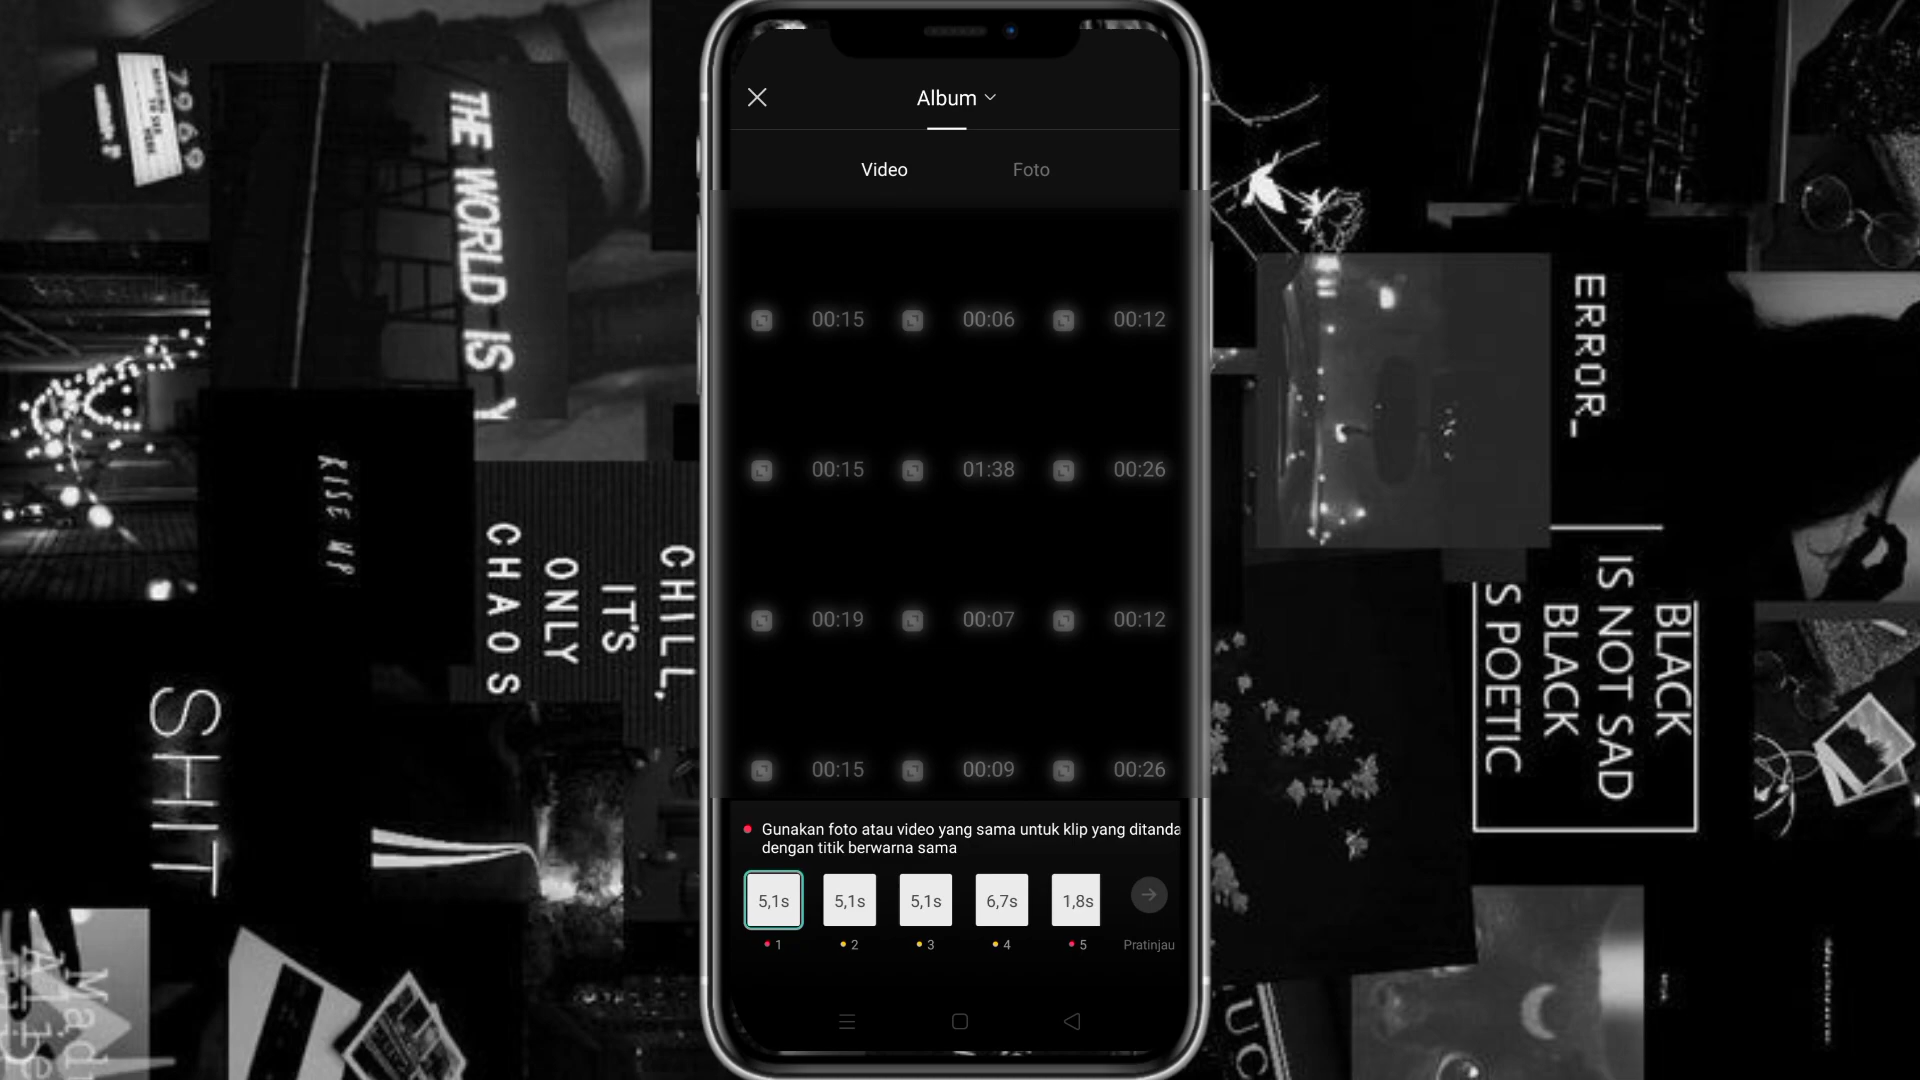 Album
Video
Foto
00:15
00:06
00:12
00:15
01:38
00:26
00:19
00:07
00:12
00:15
00:09
00:26
Gunakan foto atau video yang sama untuk klip yang ditanda
dengan titik berwarna sama
5,1s
5,1s
5,1s
6,7s
1,8s
1
2
3
4
5
Pratinjau
THE WORLD IS Y
RISE UP
CHILL,
IT'S
ONLY
CHAOS
SHIT
ERROR_
BLACK
IS NOT SAD
BLACK
S POETIC